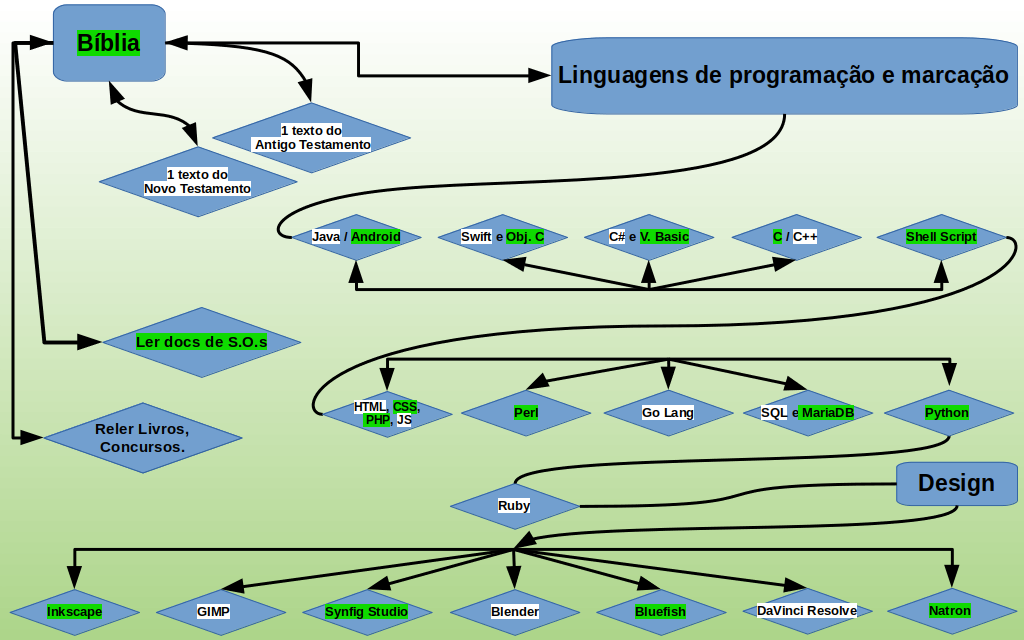 Bíblia
Linguagens de programação e marcação
1 texto do
Antigo Testamento
1 texto do
Novo Testamento
Java / Android
Swift e Obj. C
C# e V. Basic
C / C++
Shell Script
Ler docs de S.O.s
HTML, CSS,
PHP, JS
Perl
Go Lang
SQL e MariaDB
Python
Reler Livros,
Concursos.
Design
Ruby
Inkscape
GIMP
Synfig Studio
Blender
Bluefish
DaVinci Resolve
Natron